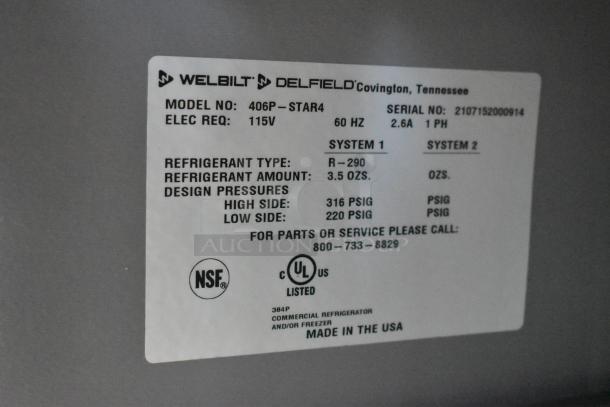 WELBILT DELFIELD Covington, Tennessee
MODEL NO: 406P-STAR4 SERIAL NO: 2107152000914
ELEC REQ: 115V 60 HZ 2.6A 1 PH
SYSTEM 1 SYSTEM 2
REFRIGERANT TYPE: R-290
REFRIGERANT AMOUNT: 3.5 OZS. OZS.
DESIGN PRESSURES
HIGH SIDE: 316 PSIG PSIG
LOW SIDE: 220 PSIG PSIG
FOR PARTS OR SERVICE PLEASE CALL:
800-733-8829
AUCTION GROUP
NSF®
C UL US
LISTED
384P
COMMERCIAL REFRIGERATOR
AND/OR FREEZER
MADE IN THE USA